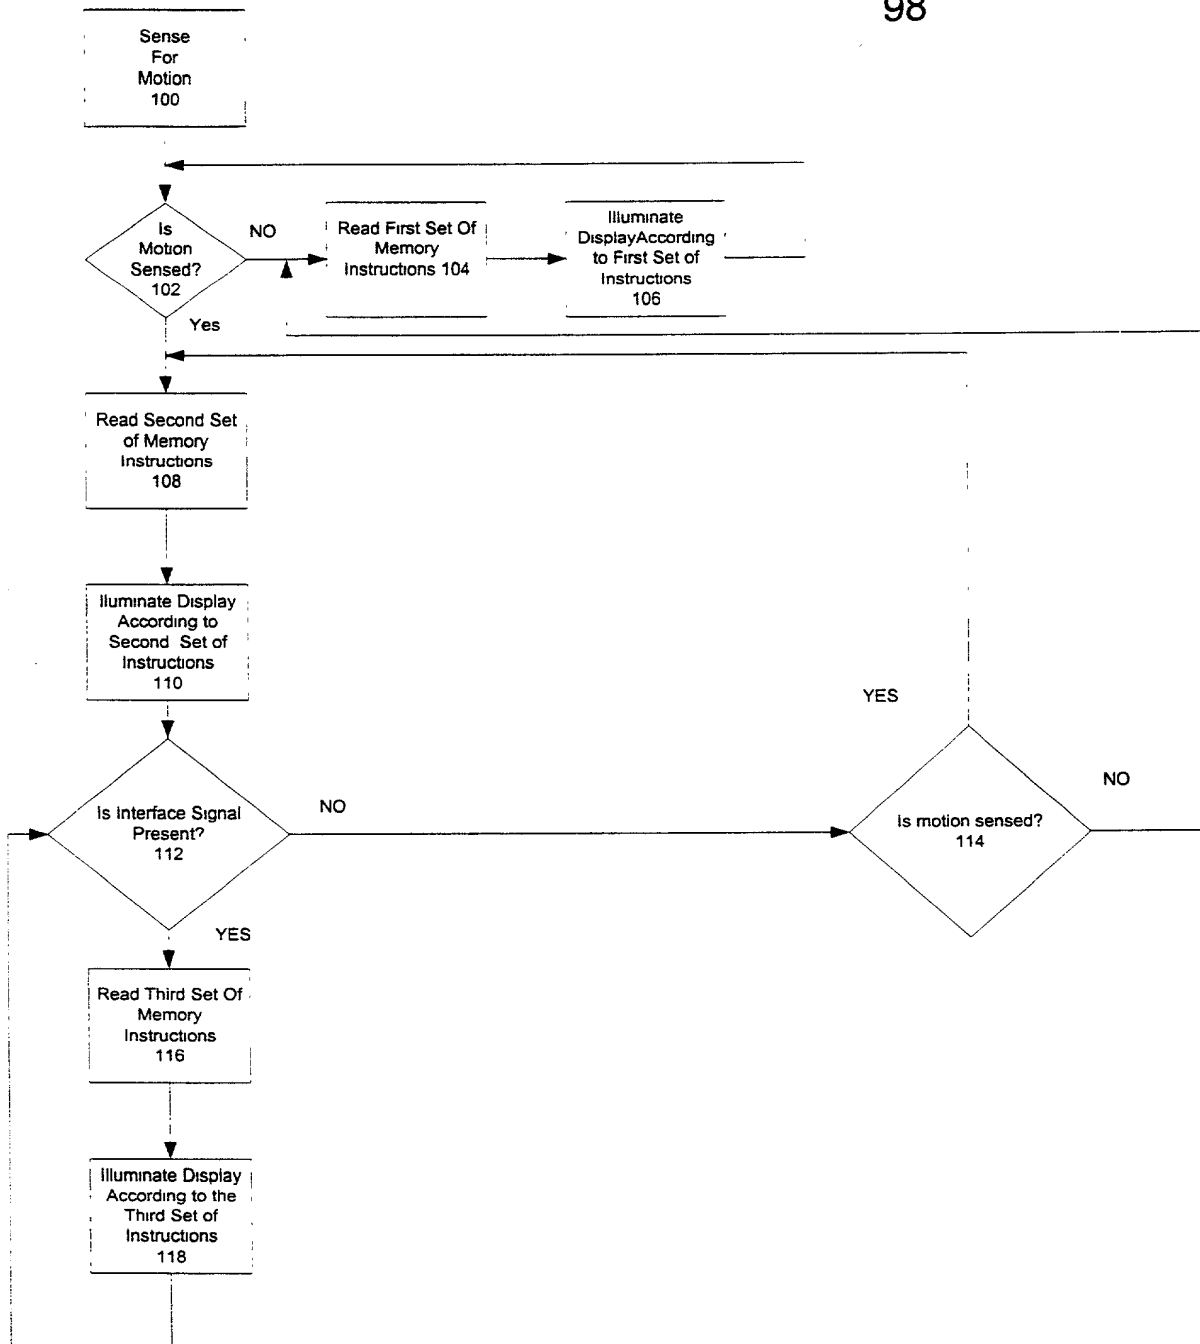 98
Sense
For
Motion
100
Is
Motion
Sensed?
102
NO
Read First Set Of
Memory
Instructions 104
Illuminate
DisplayAccording
to First Set of
Instructions
106
Yes
Read Second Set
of Memory
Instructions
108
Iluminate Display
According to
Second Set of
Instructions
110
YES
NO
Is Interface Signal
Present?
112
NO
Is motion sensed?
114
YES
Read Third Set Of
Memory
Instructions
116
Illuminate Display
According to the
Third Set of
Instructions
118